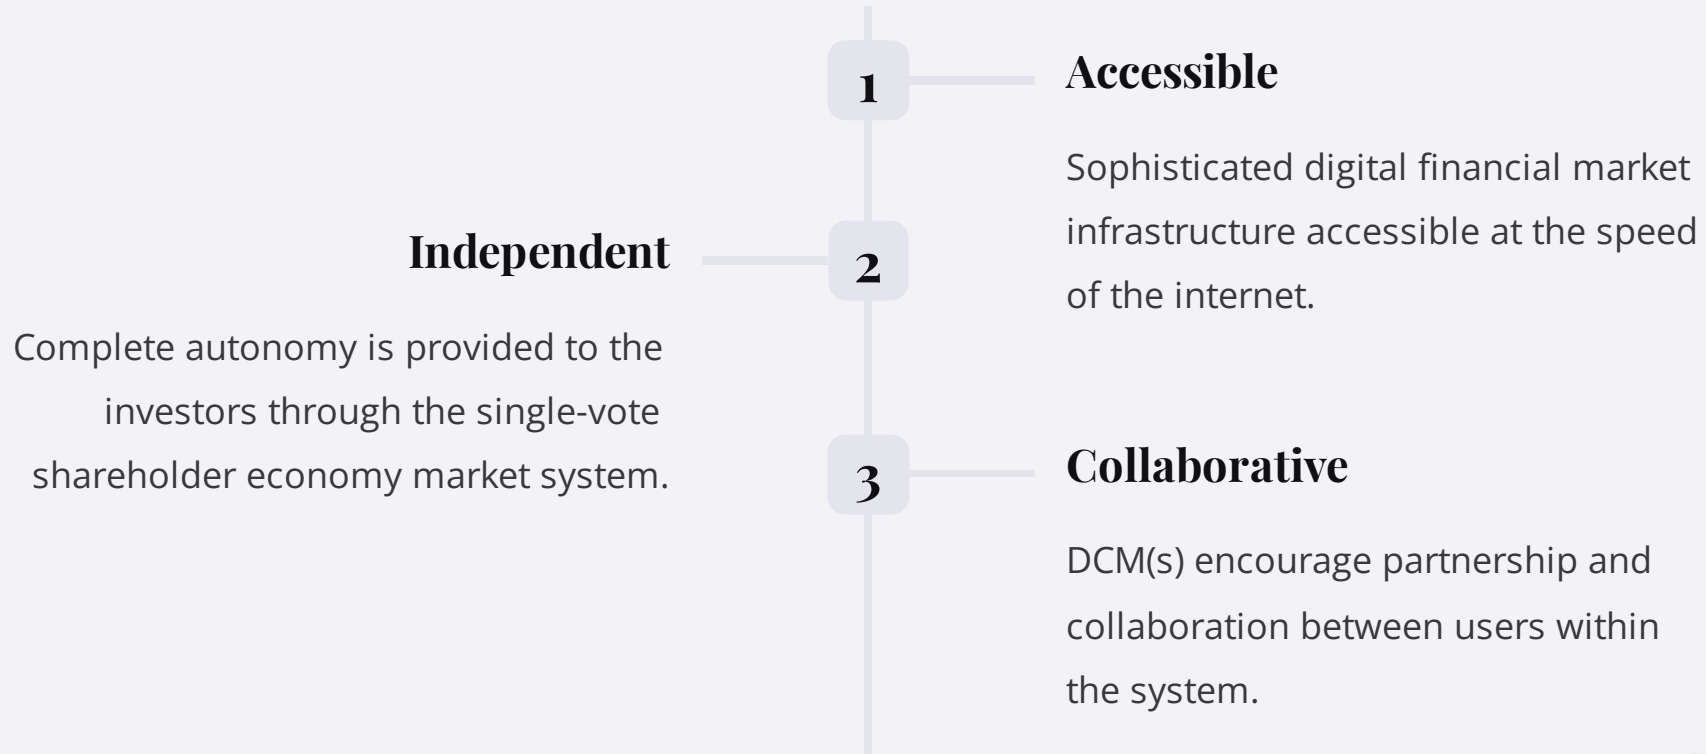 1
Accessible
Sophisticated digital financial market
infrastructure accessible at the speed
of the internet.
2
Independent
Complete autonomy is provided to the
investors through the single-vote
shareholder economy market system.
3
Collaborative
DCM(s) encourage partnership and
collaboration between users within
the system.